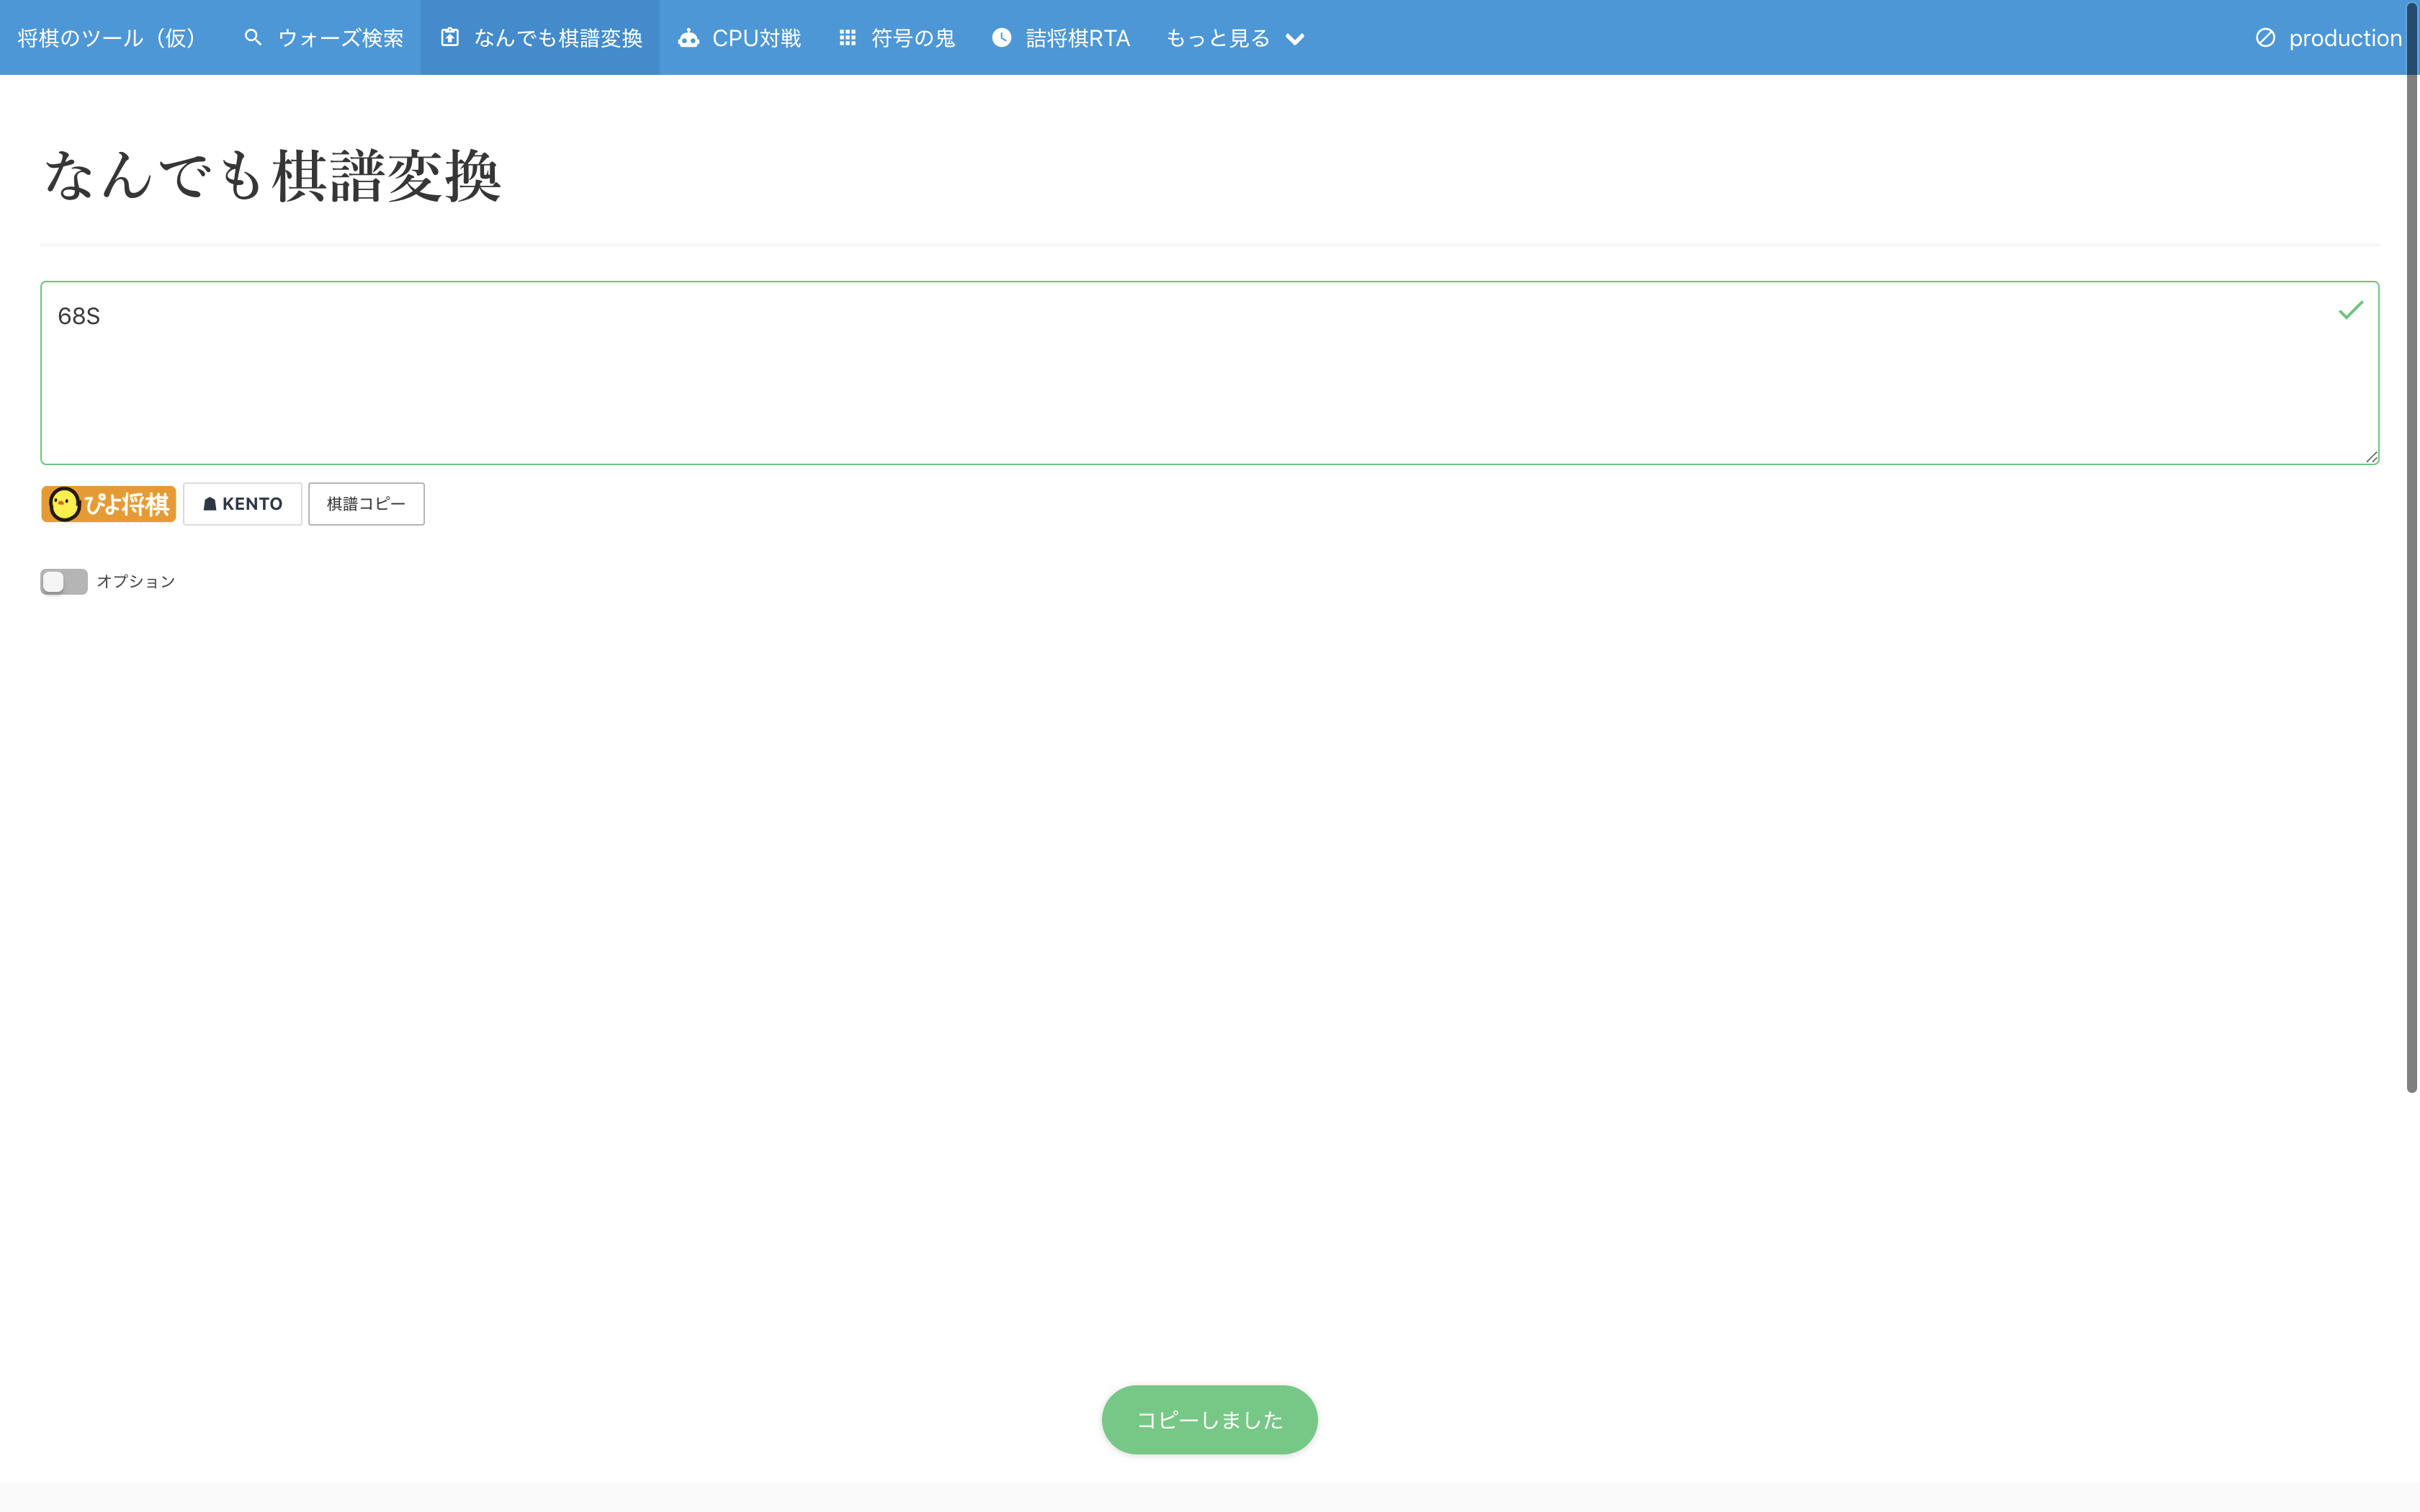 将棋のツール（仮） ウォーズ検索 なんでも棋譜変換 CPU対戦 符号の鬼 詰将棋RTA もっと見る production
なんでも棋譜変換
68S
ぴよ将棋 KENTO 棋譜コピー
オプション
コピーしました